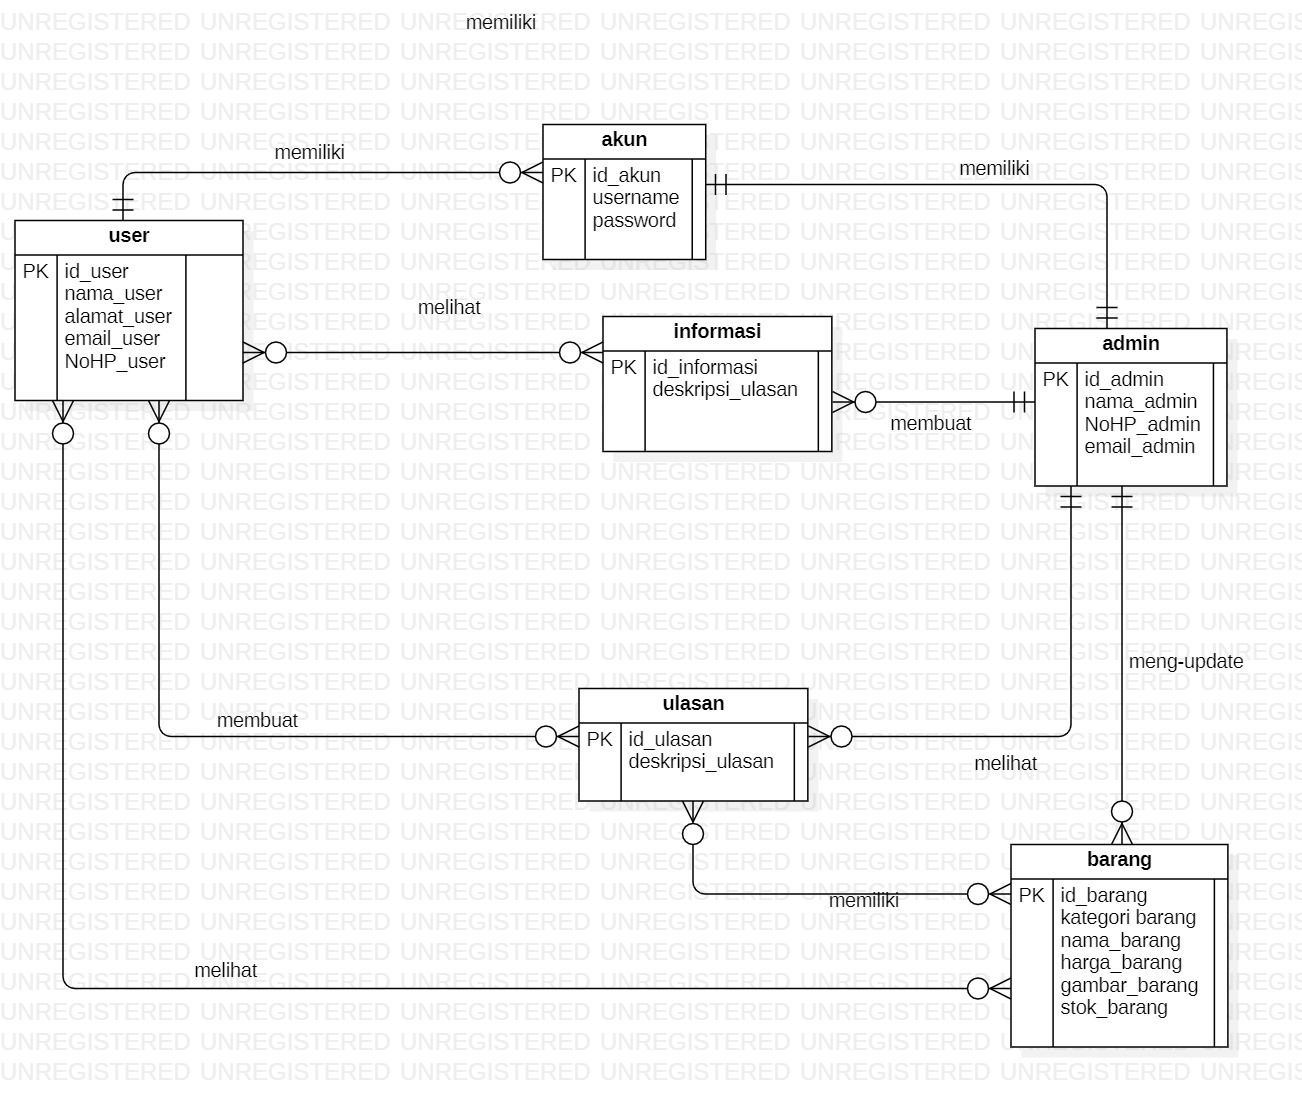 memiliki
akun
memiliki
memiliki
PK id_akun
username
password
user
PK id_user
nama_user
alamat_user
email_user
NoHP_user
melihat
informasi
PK id_informasi
deskripsi_ulasan
admin
PK id_admin
nama_admin
NoHP_admin
email_admin
membuat
meng-update
ulasan
PK id_ulasan
deskripsi_ulasan
membuat
melihat
barang
PK id_barang
kategori barang
nama_barang
harga_barang
gambar_barang
stok_barang
memiliki
melihat
UNREGISTERED